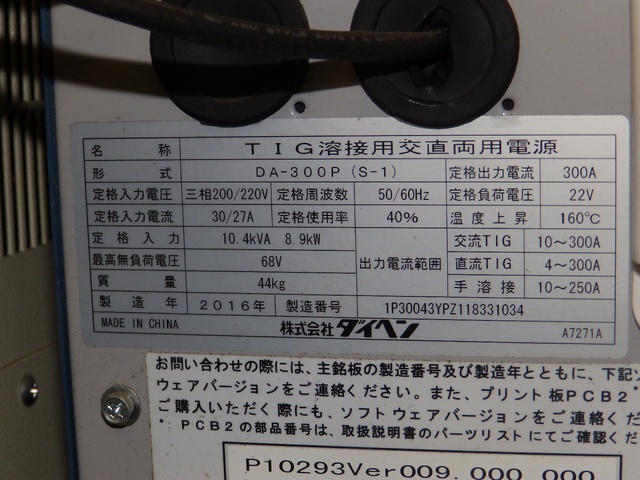 名称 TIG溶接用交直両用電源
形式 DA-300P (S-1) 定格出力電流 300A
定格入力電圧 三相200/220V 定格周波数 50/60Hz 定格負荷電圧 22V
定格入力電流 30/27A 定格使用率 40% 温度上昇 160℃
定格入力 10.4kVA 8.9kW 出力電流範囲 交流TIG 10～300A
最高無負荷電圧 68V 直流TIG 4～300A
質量 44kg 手溶接 10～250A
製造年 2016年 製造番号 1P30043YPZ118331034
MADE IN CHINA 株式会社ダイヘン A7271A
お問い合わせの際には、主銘板の製造番号及び製造年とともに、下記ソ
ウェアバージョンをご連絡ください。また、プリント板PCB2*
ご購入いただく際にも、ソフトウェアバージョンをご連絡くだ
*:PCB2の部品番号は、取扱説明書のパーツリストにてご確認くだ
P10293Ver009.000.000